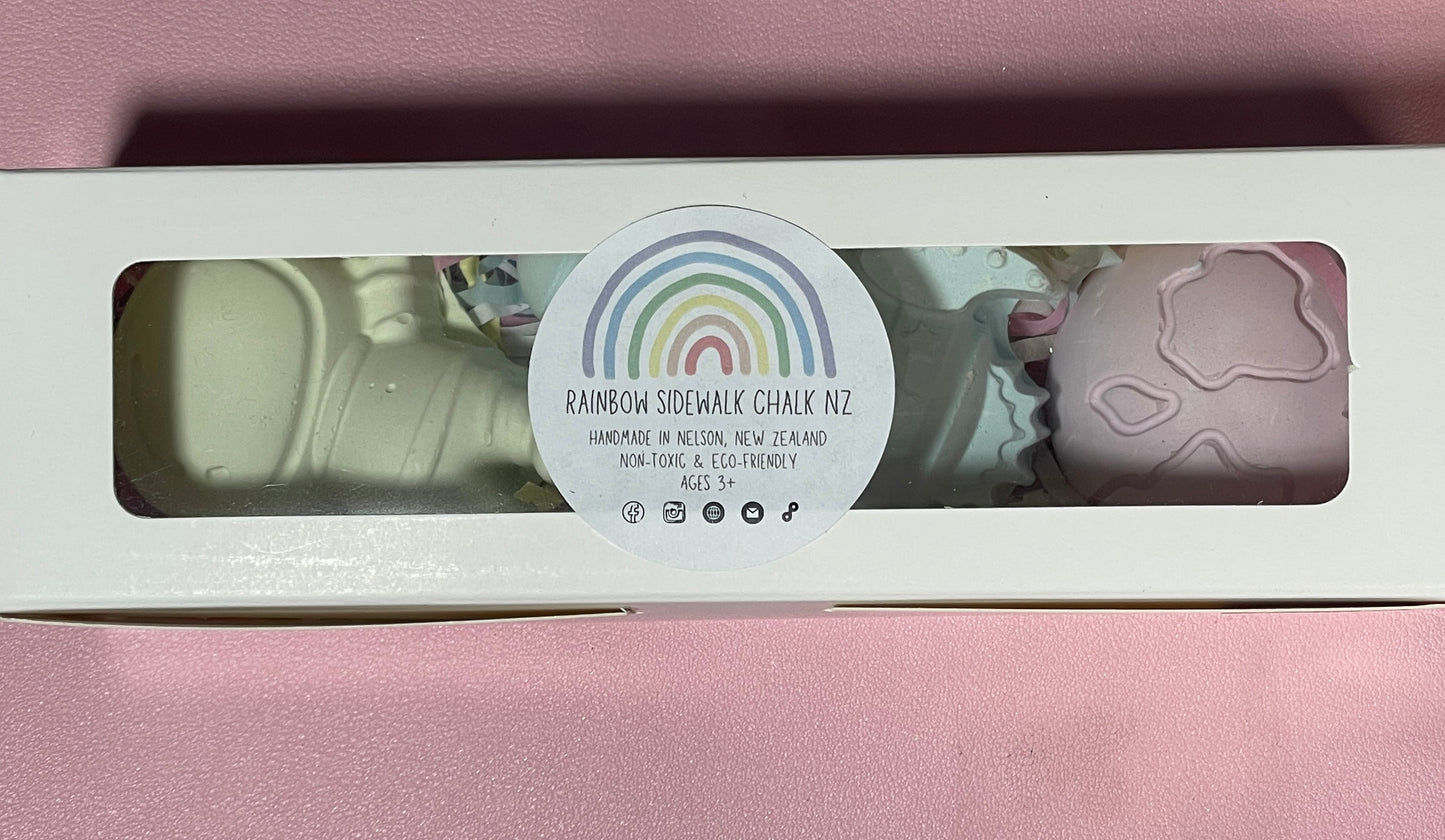 RAINBOW SIDEWALK CHALK NZ
HANDMADE IN NELSON, NEW ZEALAND
NON-TOXIC & ECO-FRIENDLY
AGES 3+